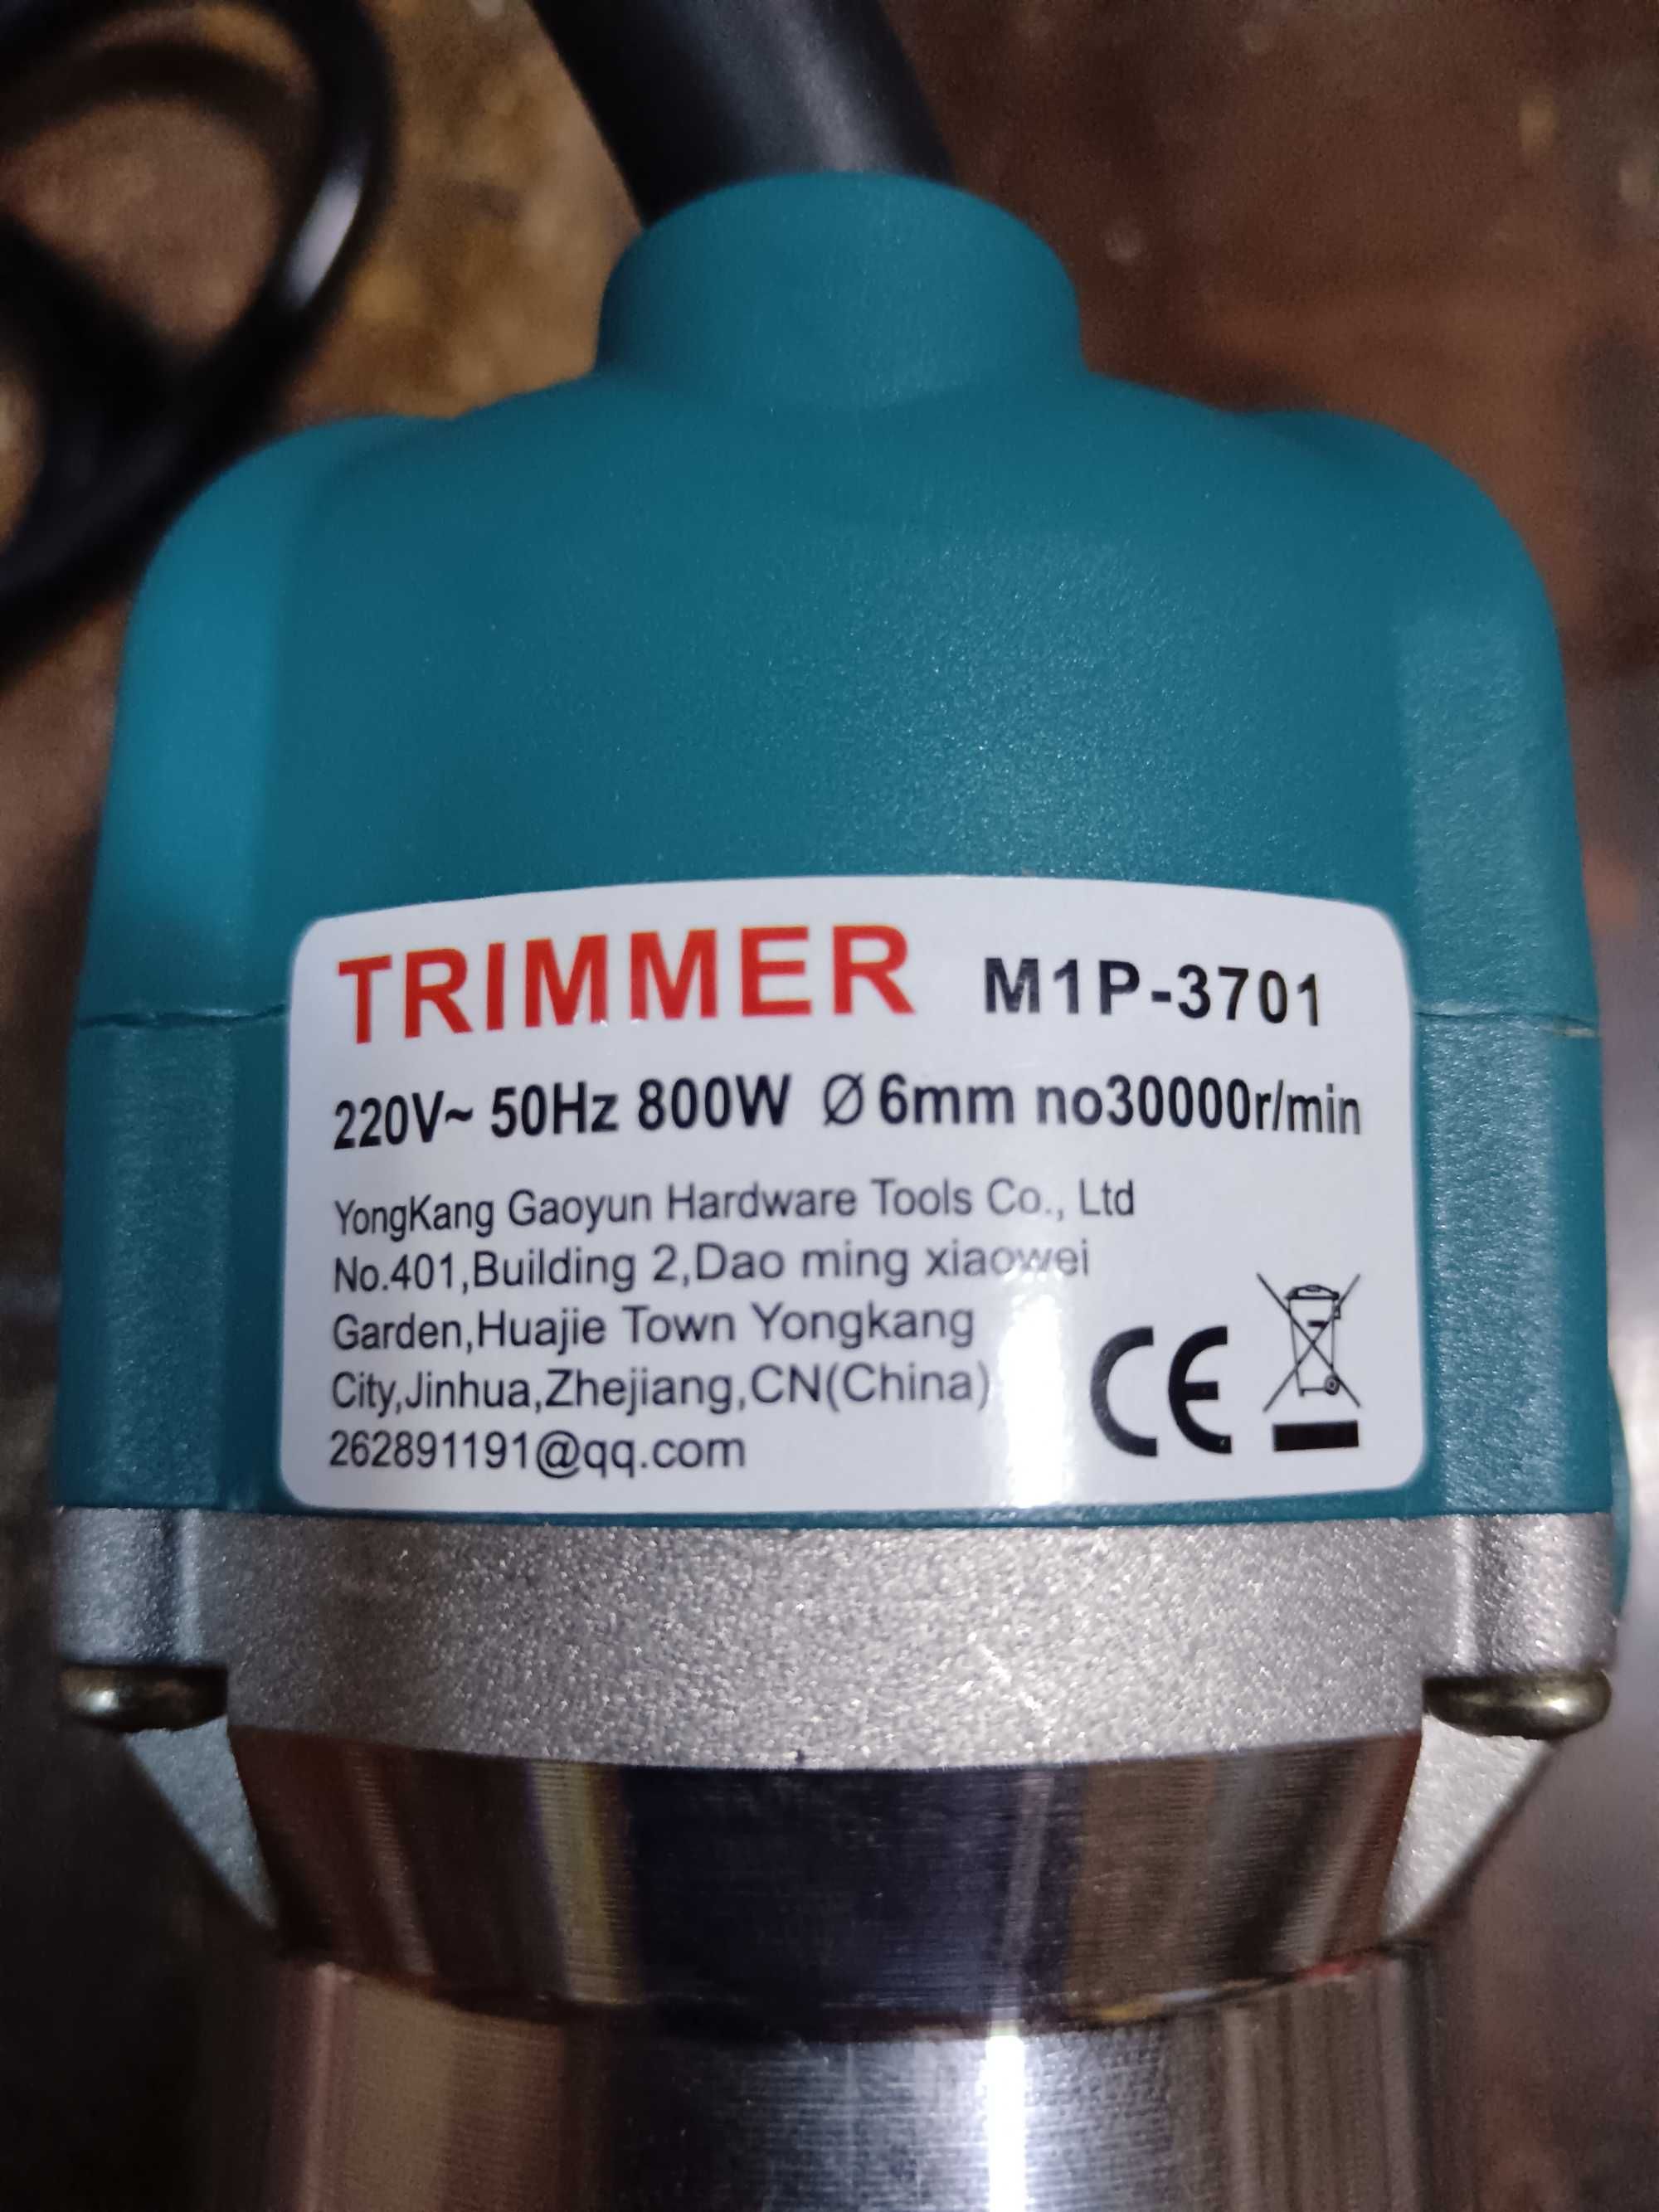 TRIMMER M1P-3701
220V~ 50Hz 800W Ø 6mm no30000r/min
YongKang Gaoyun Hardware Tools Co., Ltd
No.401,Building 2,Dao ming xiaowei
Garden,Huajie Town Yongkang
City,Jinhua,Zhejiang,CN(China)
262891191@qq.com
CE